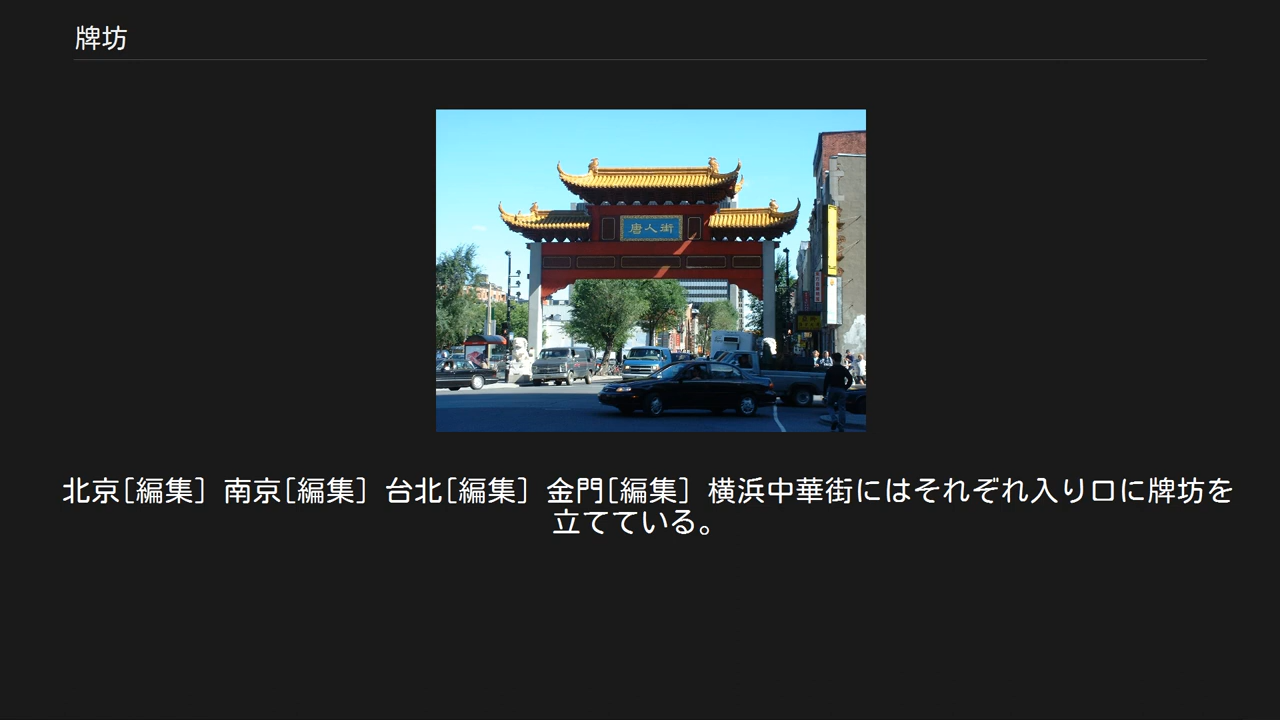 牌坊
唐人街
北京[編集] 南京[編集] 台北[編集] 金門[編集] 横浜中華街にはそれぞれ入り口に牌坊を
立てている。